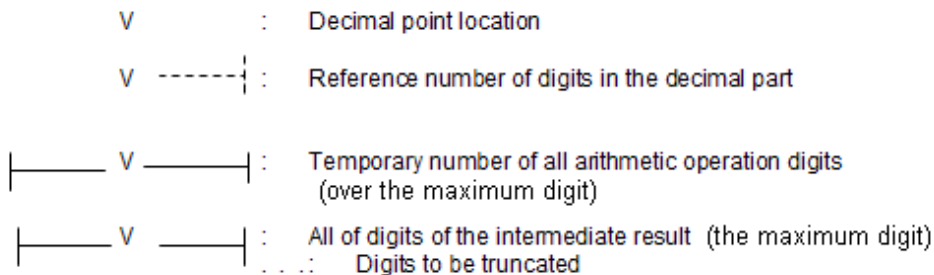 V : Decimal point location
V : Reference number of digits in the decimal part
V : Temporary number of all arithmetic operation digits
(over the maximum digit)
V : All of digits of the intermediate result (the maximum digit)
. . .: Digits to be truncated